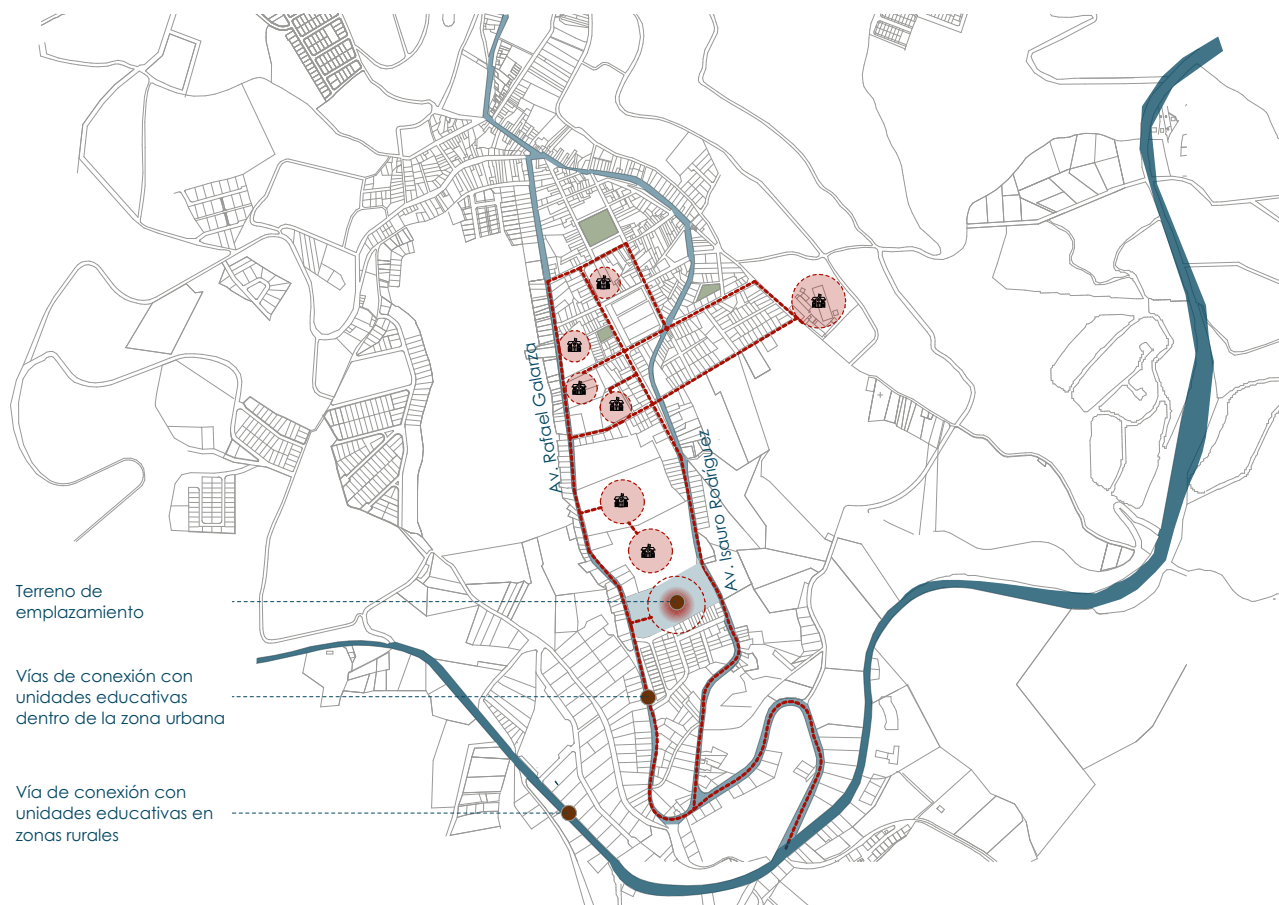 Av. Rafael Galarza
Av. Isauro Rodríguez
Terreno de
emplazamiento
Vías de conexión con
unidades educativas
dentro de la zona urbana
Vía de conexión con
unidades educativas en
zonas rurales